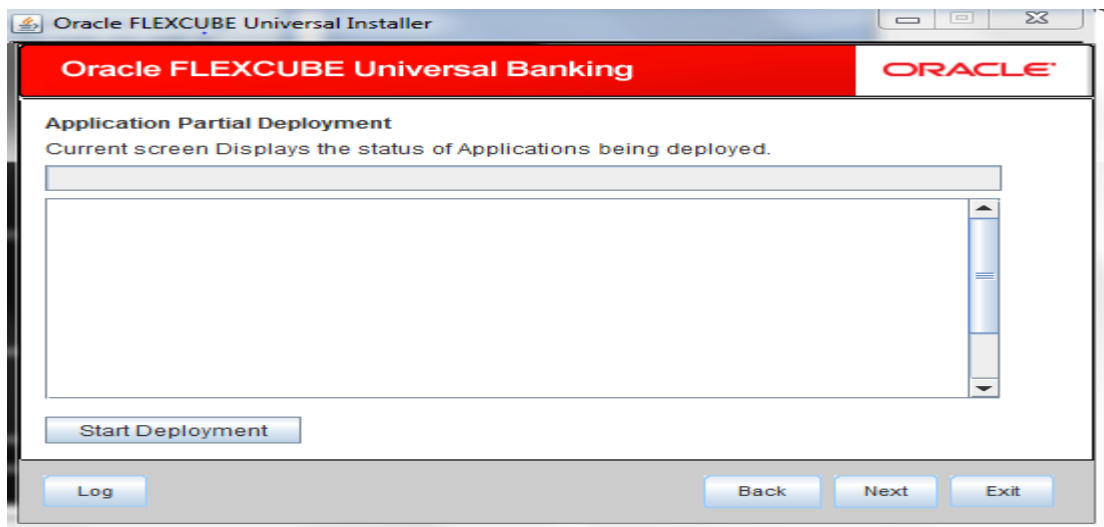 Oracle FLEXCUBE Universal Installer
Oracle FLEXCUBE Universal Banking
ORACLE
Application Partial Deployment
Current screen Displays the status of Applications being deployed.
Start Deployment
Log
Back
Next
Exit